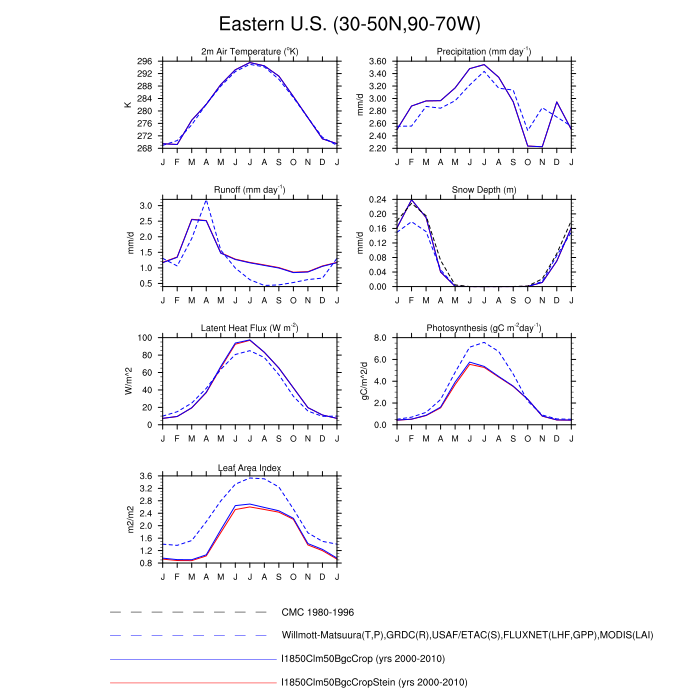 Eastern U.S. (30-50N,90-70W)
2m Air Temperature (°K)
296
292
288
284
280
276
272
268
K
J F M A M J J A S O N D J
Precipitation (mm day⁻¹)
3.60
3.40
3.20
3.00
2.80
2.60
2.40
2.20
mm/d
J F M A M J J A S O N D J
Runoff (mm day⁻¹)
3.0
2.5
2.0
1.5
1.0
0.5
mm/d
J F M A M J J A S O N D J
Snow Depth (m)
0.24
0.20
0.16
0.12
0.08
0.04
0.00
mm/d
J F M A M J J A S O N D J
Latent Heat Flux (W m⁻²)
100
80
60
40
20
0
W/m^2
J F M A M J J A S O N D J
Photosynthesis (gC m⁻²day⁻¹)
8.0
6.0
4.0
2.0
0.0
gC/m^2/d
J F M A M J J A S O N D J
Leaf Area Index
3.6
3.2
2.8
2.4
2.0
1.6
1.2
0.8
m2/m2
J F M A M J J A S O N D J
CMC 1980-1996
Willmott-Matsuura(T,P),GRDC(R),USAF/ETAC(S),FLUXNET(LHF,GPP),MODIS(LAI)
I1850Clm50BgcCrop (yrs 2000-2010)
I1850Clm50BgcCropStein (yrs 2000-2010)